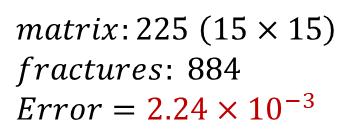 matrix: 225 (15 × 15)
fractures: 884
Error = 2.24 × 10⁻³